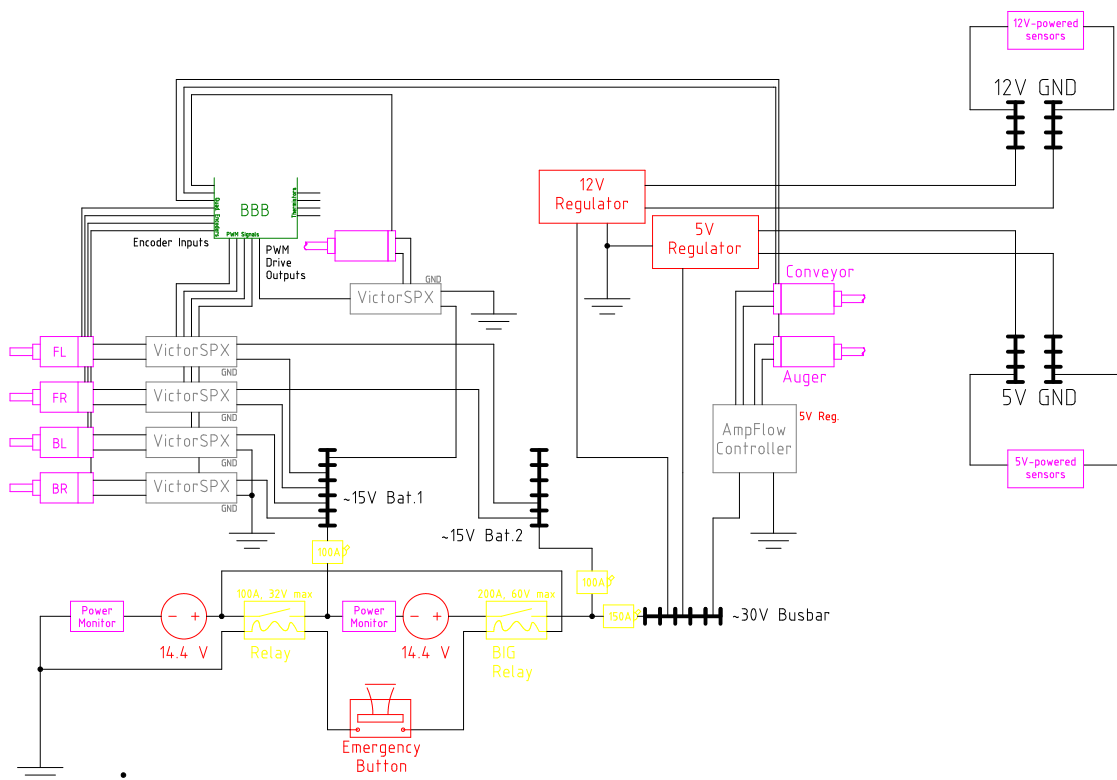 12V-powered
sensors
12V GND
12V
Regulator
5V
Regulator
BBB
Quad Encoders
Thermistors
PWM Signals
Encoder Inputs
PWM
Drive
Outputs
GND
VictorSPX
Conveyor
Auger
FL
VictorSPX
GND
FR
VictorSPX
GND
BL
VictorSPX
GND
BR
VictorSPX
GND
5V GND
5V-powered
sensors
5V Reg.
AmpFlow
Controller
~15V Bat.1
~15V Bat.2
100A
100A
150A
~30V Busbar
Power
Monitor
- +
14.4 V
100A, 32V max
Relay
Power
Monitor
- +
14.4 V
200A, 60V max
BIG
Relay
Emergency
Button